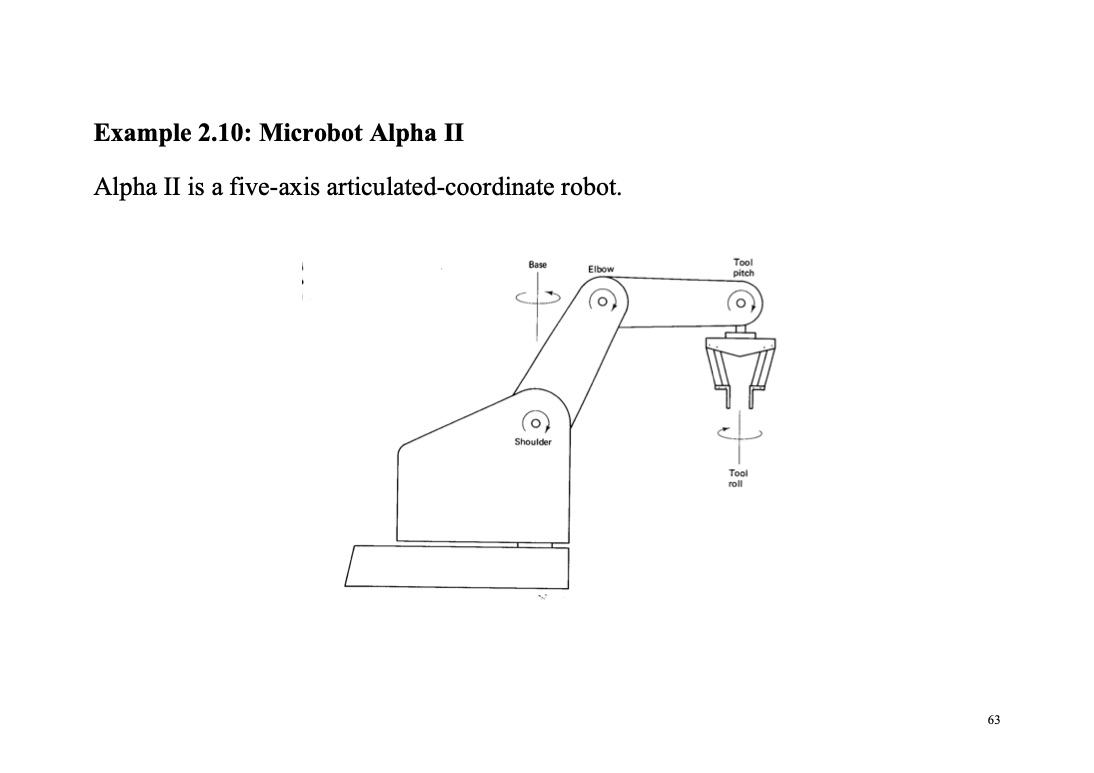 Example 2.10: Microbot Alpha II
Alpha II is a five-axis articulated-coordinate robot.
Base
Elbow
Tool
pitch
Shoulder
Tool
roll
63